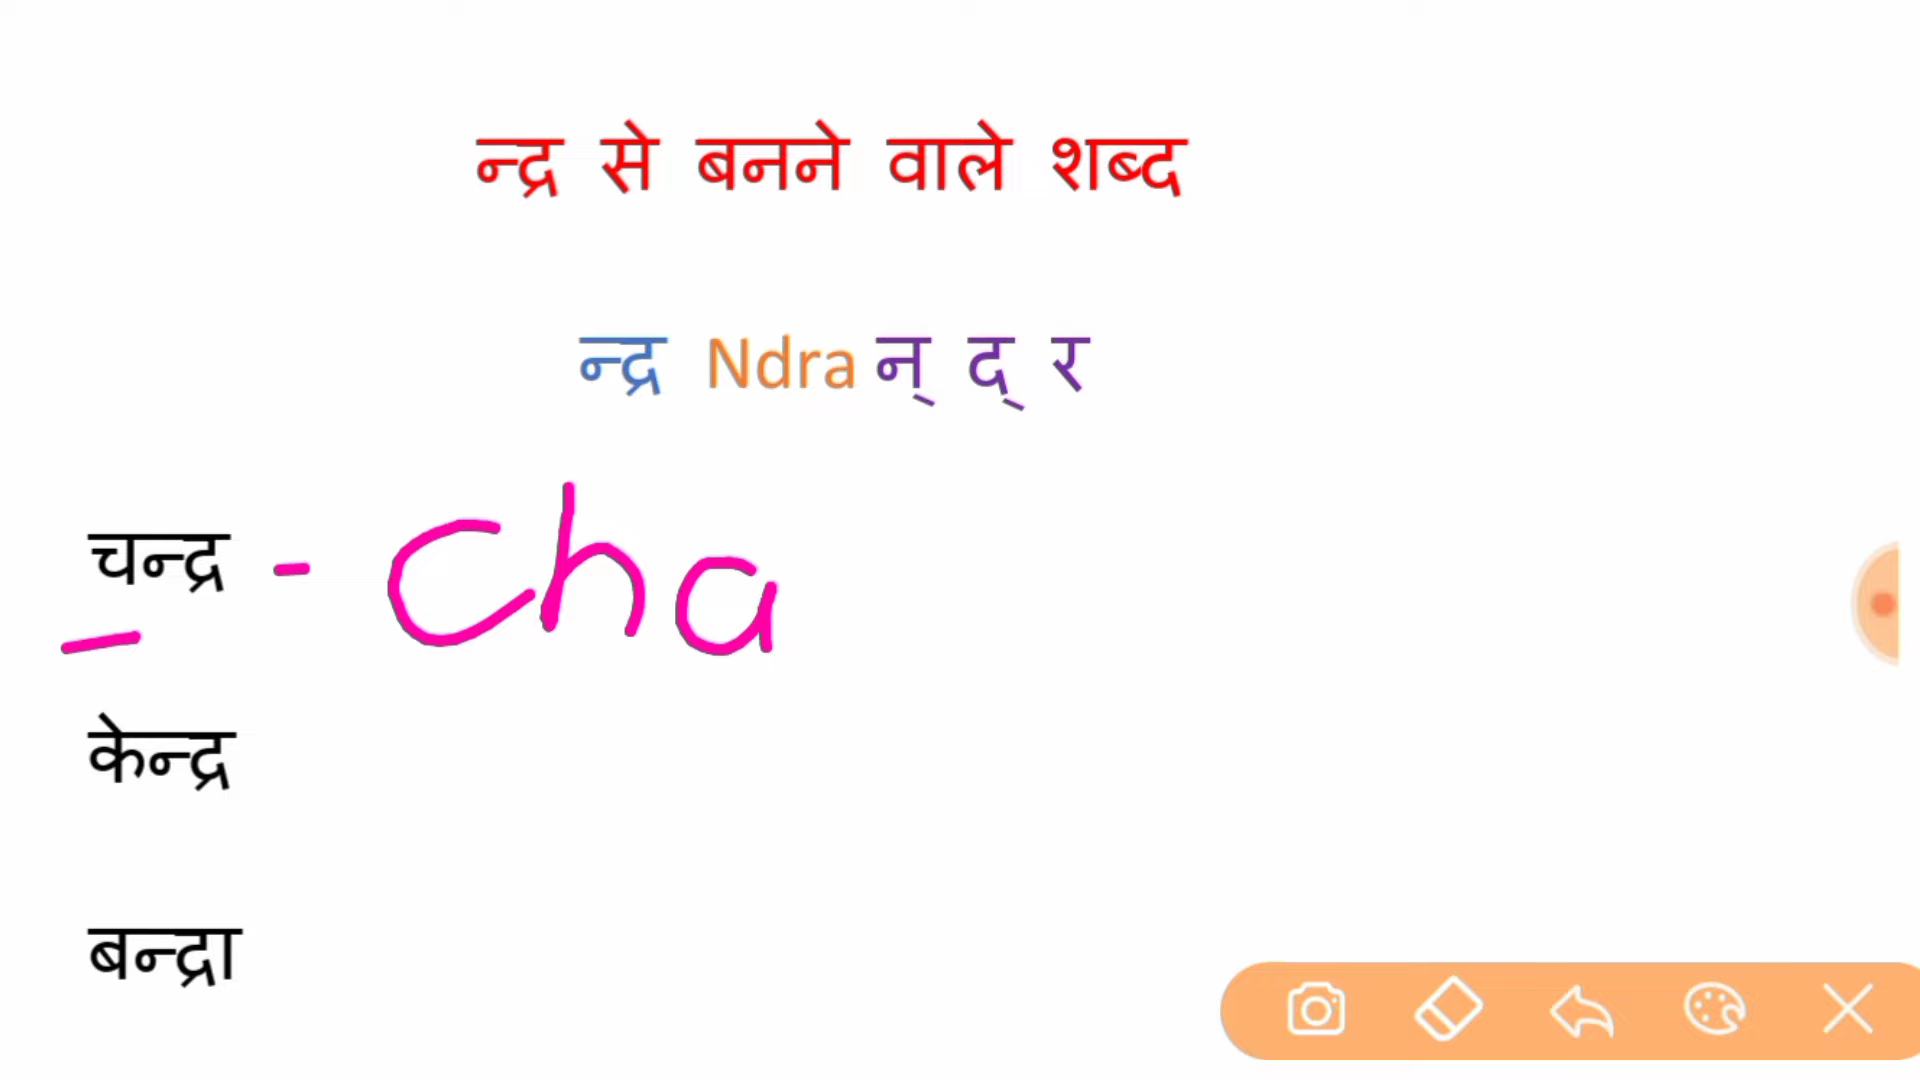 न्द्र से बनने वाले शब्द
न्द्र Ndra न् द् र
चन्द्र - Cha
केन्द्र
बन्द्रा